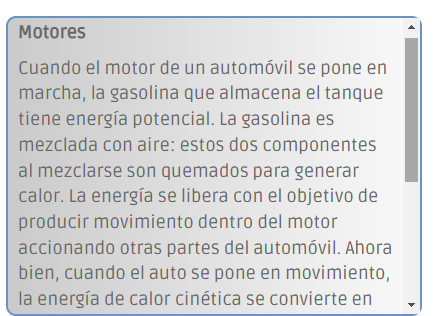 Motores
Cuando el motor de un automóvil se pone en
marcha, la gasolina que almacena el tanque
tiene energía potencial. La gasolina es
mezclada con aire: estos dos componentes
al mezclarse son quemados para generar
calor. La energía se libera con el objetivo de
producir movimiento dentro del motor
accionando otras partes del automóvil. Ahora
bien, cuando el auto se pone en movimiento,
la energía de calor cinética se convierte en